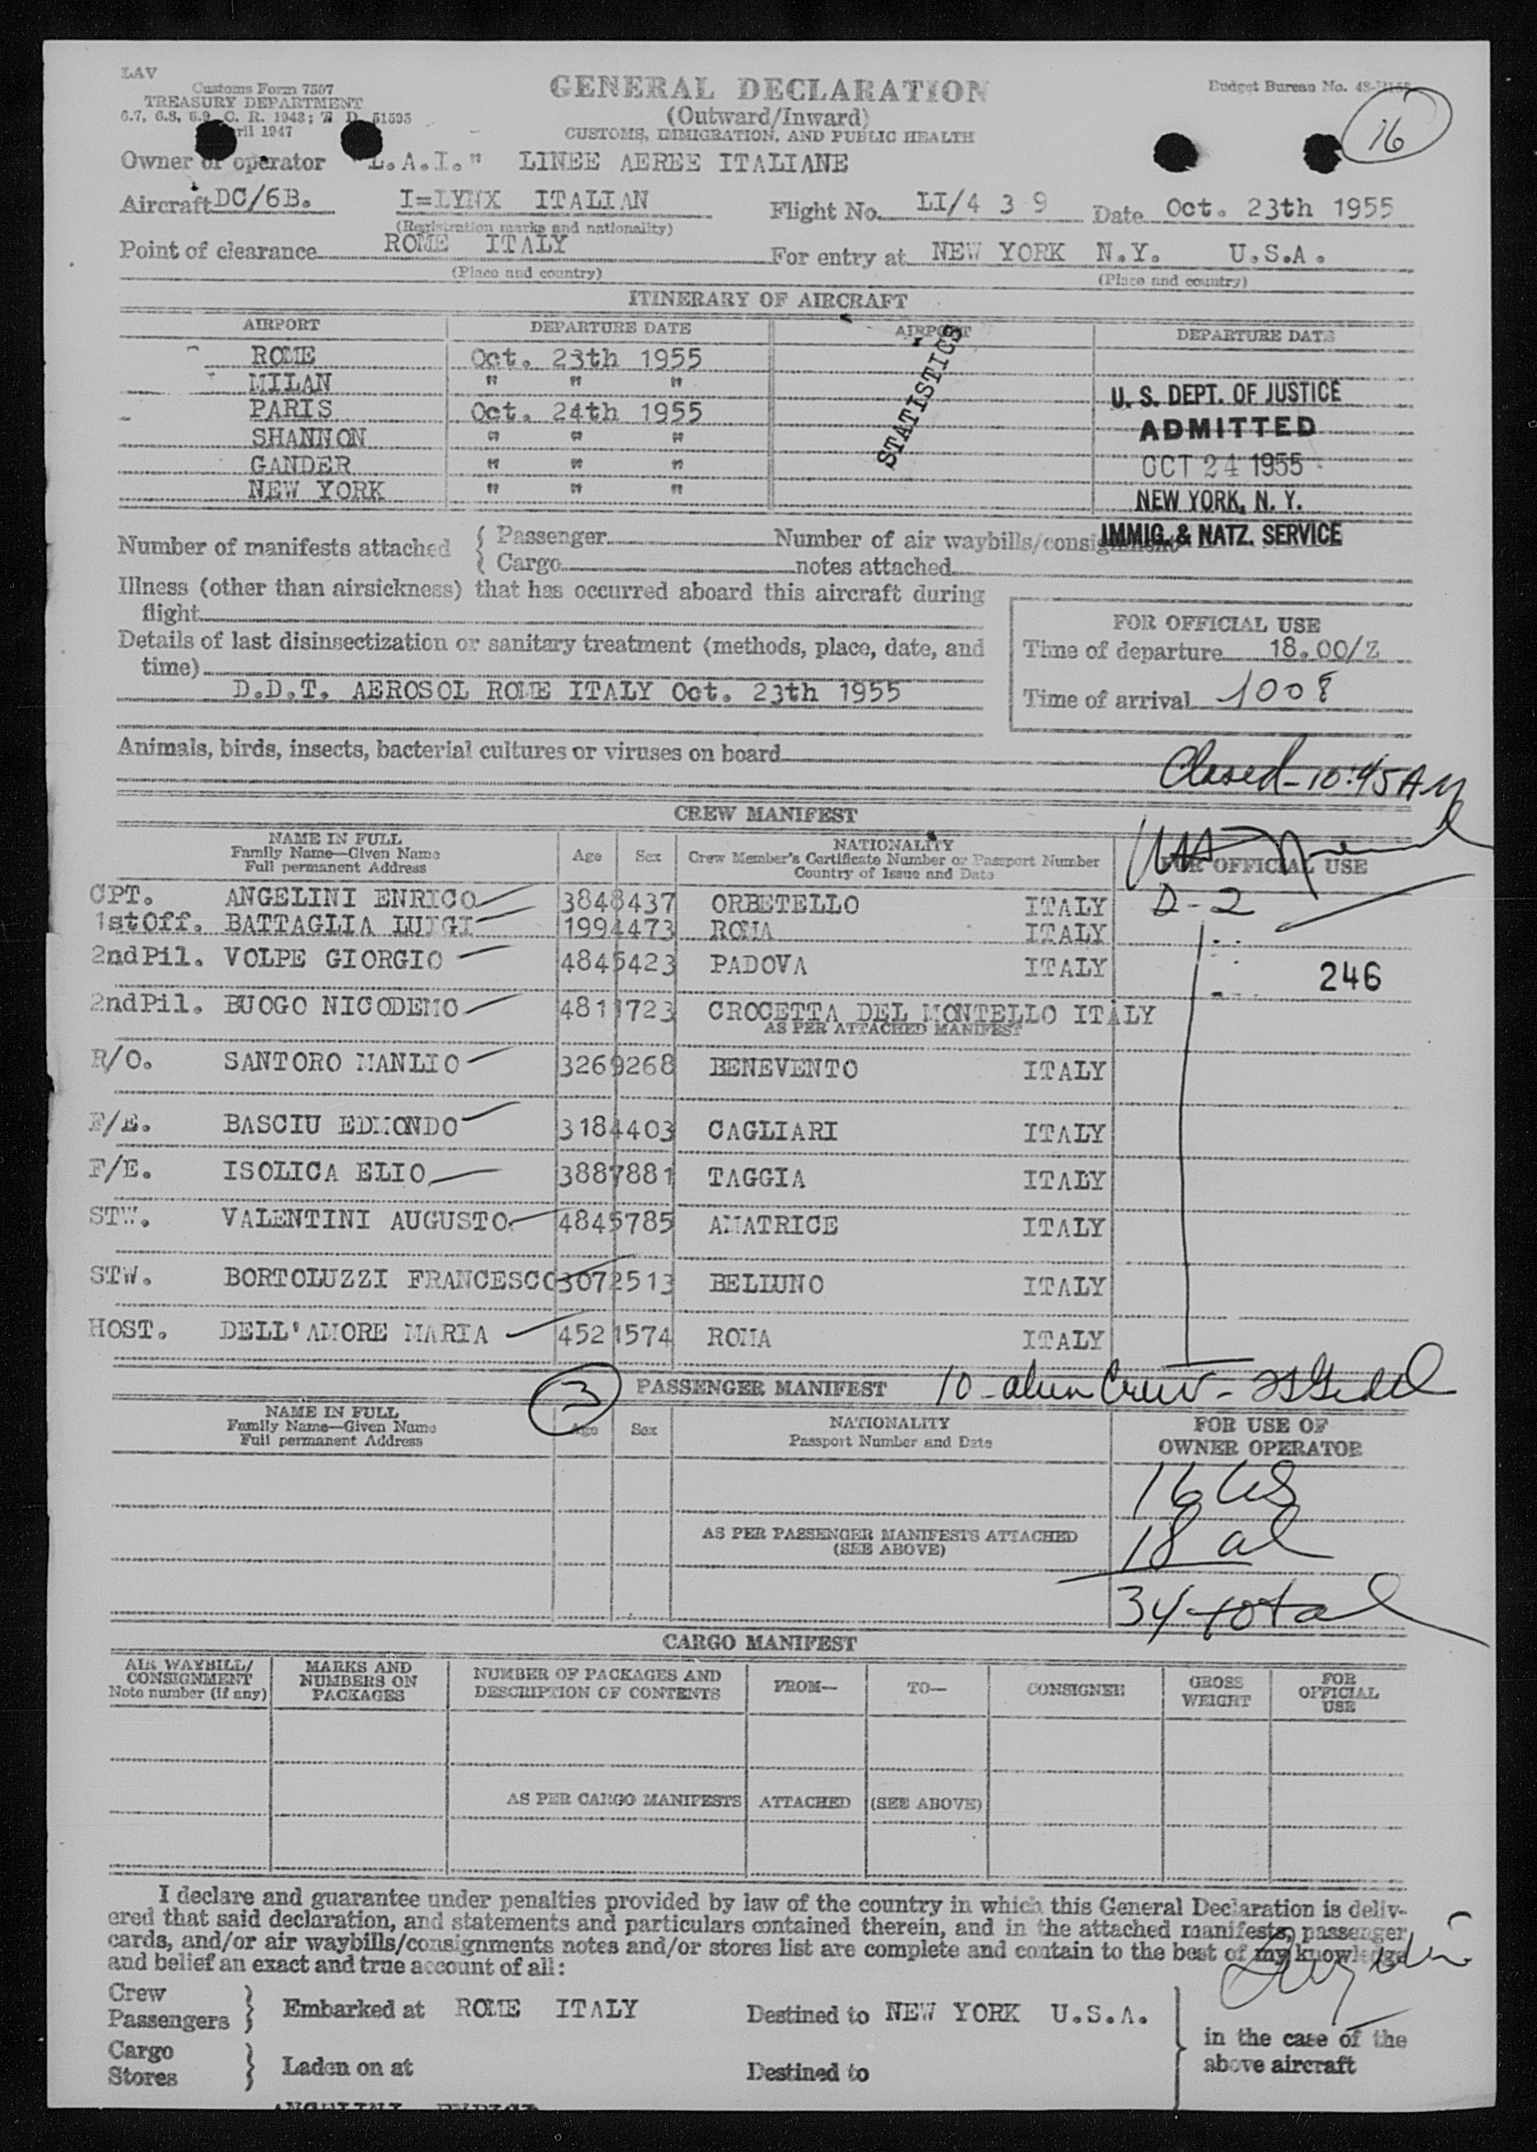 LAV
Customs Form 7507
TREASURY DEPARTMENT
6.7, 6.8, 6.9, C. R. 1943; T. D. 51595
April 1947
GENERAL DECLARATION
(Outward/Inward)
CUSTOMS, IMMIGRATION, AND PUBLIC HEALTH
Budget Bureau No.
16
Owner or operator "L.A.I." LINEE AEREE ITALIANE
Aircraft DC/6B. I=LYNX ITALIAN Flight No. LI/4 3 9 Date Oct. 23th 1955
(Registration marks and nationality)
Point of clearance ROME ITALY For entry at NEW YORK N.Y. U.S.A.
(Place and country) (Place and country)
ITINERARY OF AIRCRAFT
AIRPORT DEPARTURE DATE AIRPORT DEPARTURE DATE
ROME Oct. 23th 1955
MILAN " " "
PARIS Oct. 24th 1955
SHANNON " " "
GANDER " " "
NEW YORK " " "
STATISTICS
U. S. DEPT. OF JUSTICE
ADMITTED
OCT 24 1955
NEW YORK, N. Y.
IMMIG. & NATZ. SERVICE
Number of manifests attached { Passenger Number of air waybills/consignment
{ Cargo notes attached
Illness (other than airsickness) that has occurred aboard this aircraft during
flight
Details of last disinsectization or sanitary treatment (methods, place, date, and
time)
D.D.T. AEROSOL ROME ITALY Oct. 23th 1955
FOR OFFICIAL USE
Time of departure 18.00/Z
Time of arrival 1008
Animals, birds, insects, bacterial cultures or viruses on board
Closed - 10:45 AM
CREW MANIFEST
NAME IN FULL
Family Name—Given Name
Full permanent Address
Age Sex
NATIONALITY
Crew Member's Certificate Number or Passport Number
Country of Issue and Date
FOR OFFICIAL USE
CPT. ANGELINI ENRICO 3848437 ORBETELLO ITALY D-2
1stOff. BATTAGLIA LUIGI 1994473 ROMA ITALY
2ndPil. VOLPE GIORGIO 4845423 PADOVA ITALY 246
2ndPil. BUOGO NICODEMO 4811723 CROCETTA DEL MONTELLO ITALY
AS PER ATTACHED MANIFEST
R/O. SANTORO MANLIO 3269268 BENEVENTO ITALY
F/E. BASCIU EDMONDO 3184403 CAGLIARI ITALY
F/E. ISOLICA ELIO 3887881 TAGGIA ITALY
STW. VALENTINI AUGUSTO 4845785 AMATRICE ITALY
STW. BORTOLUZZI FRANCESCO 3072513 BELLUNO ITALY
HOST. DELL'AMORE MARIA 4521574 ROMA ITALY
3 PASSENGER MANIFEST 10 - alien Crew -
NAME IN FULL
Family Name—Given Name
Full permanent Address
Age Sex
NATIONALITY
Passport Number and Date
FOR USE OF
OWNER OPERATOR
16 US
AS PER PASSENGER MANIFESTS ATTACHED
(SEE ABOVE)
18 al
34 total
CARGO MANIFEST
AIR WAYBILL/
CONSIGNMENT
Note number (if any)
MARKS AND
NUMBERS ON
PACKAGES
NUMBER OF PACKAGES AND
DESCRIPTION OF CONTENTS
FROM—
TO—
CONSIGNEE
GROSS
WEIGHT
FOR
OFFICIAL
USE
AS PER CARGO MANIFESTS ATTACHED (SEE ABOVE)
I declare and guarantee under penalties provided by law of the country in which this General Declaration is deliv-
ered that said declaration, and statements and particulars contained therein, and in the attached manifests, passenger
cards, and/or air waybills/consignments notes and/or stores list are complete and contain to the best of my knowledge
and belief an exact and true account of all:
Crew
Passengers } Embarked at ROME ITALY Destined to NEW YORK U.S.A.
Cargo
Stores } Laden on at Destined to
in the case of the
above aircraft